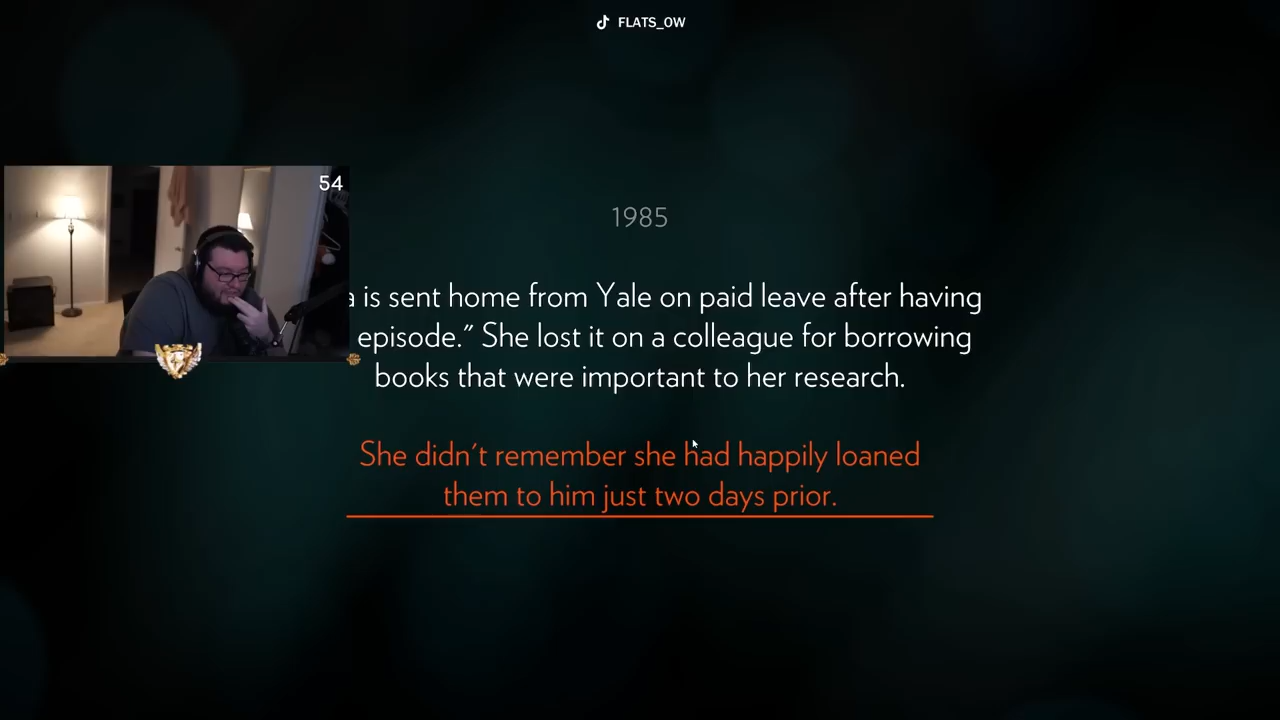 FLATS_OW
54
1985
a is sent home from Yale on paid leave after having
episode." She lost it on a colleague for borrowing
books that were important to her research.
She didn't remember she had happily loaned
them to him just two days prior.